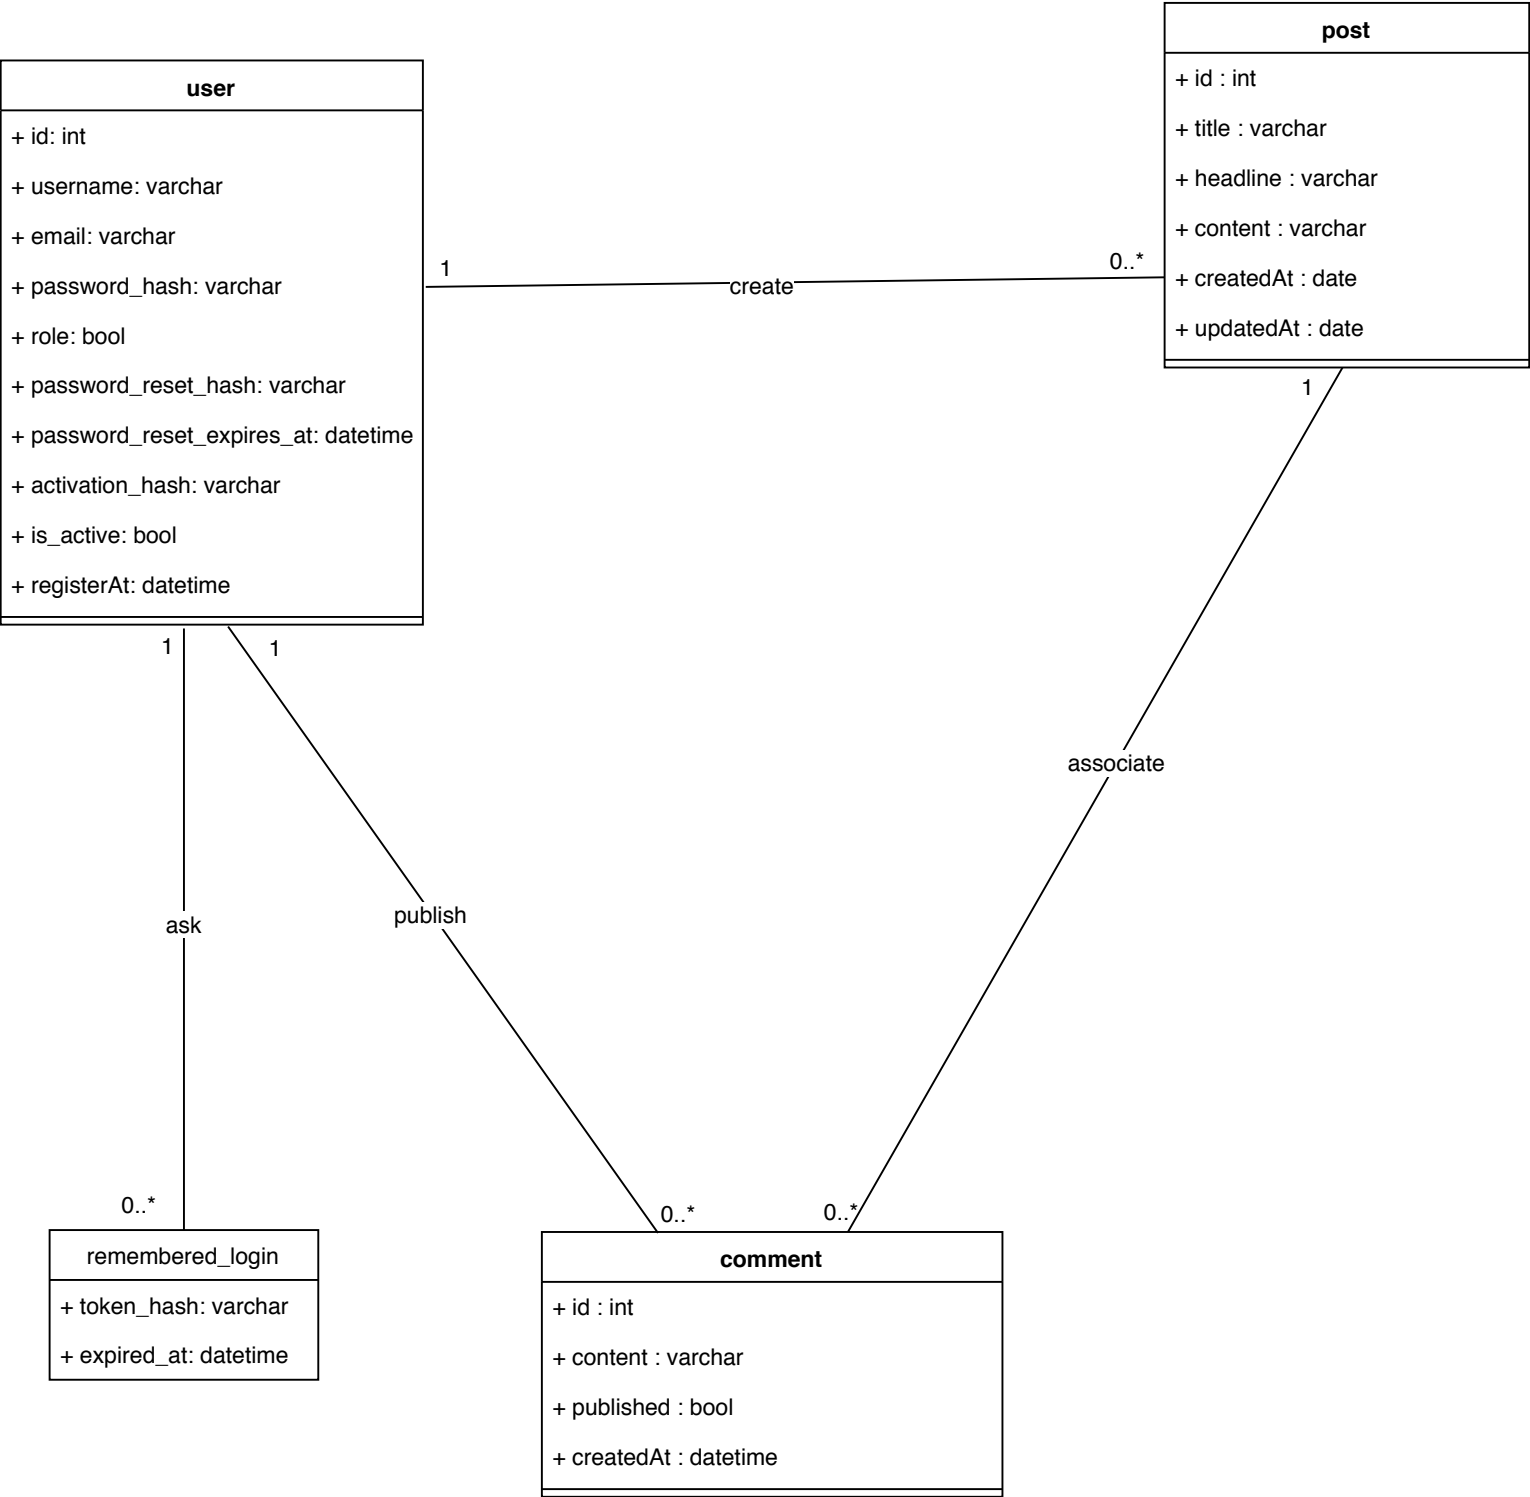 post
+ id : int
+ title : varchar
+ headline : varchar
+ content : varchar
+ createdAt : date
+ updatedAt : date
user
+ id: int
+ username: varchar
+ email: varchar
+ password_hash: varchar
+ role: bool
+ password_reset_hash: varchar
+ password_reset_expires_at: datetime
+ activation_hash: varchar
+ is_active: bool
+ registerAt: datetime
1
create
0..*
1
1
1
associate
publish
ask
0..*
0..*
0..*
remembered_login
+ token_hash: varchar
+ expired_at: datetime
comment
+ id : int
+ content : varchar
+ published : bool
+ createdAt : datetime